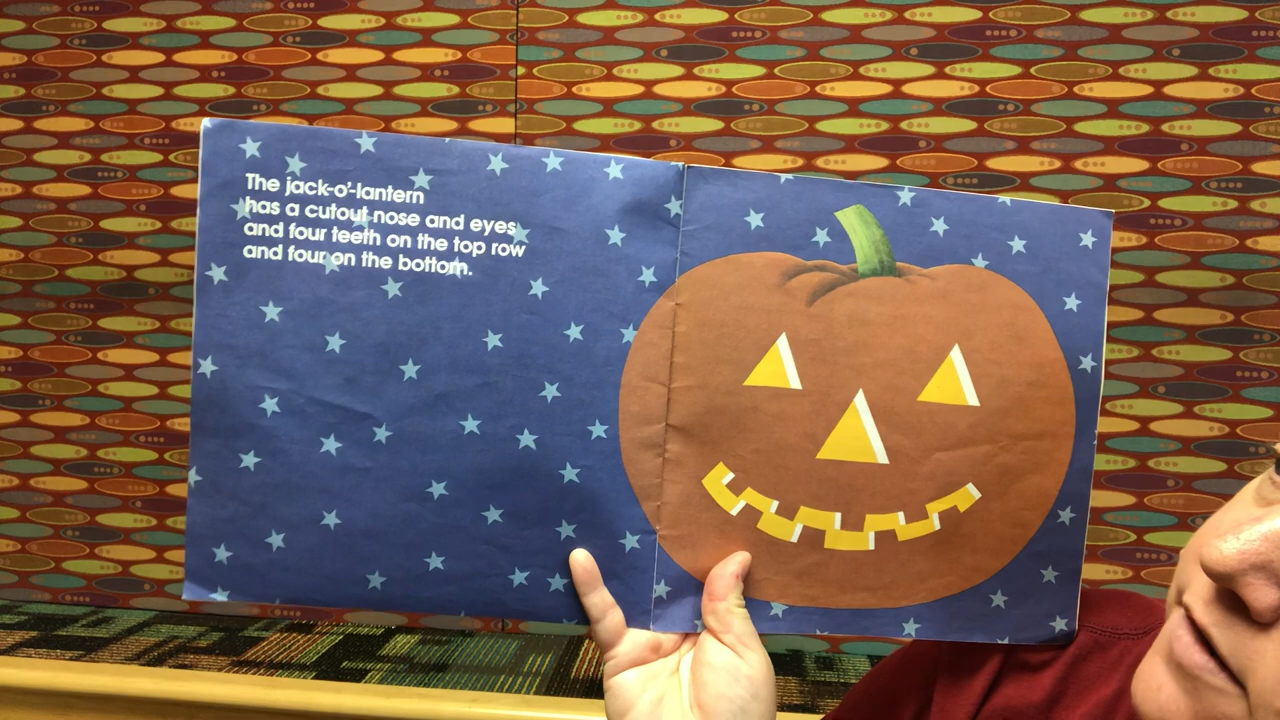 The jack-o'-lantern
has a cutout nose and eyes
and four teeth on the top row
and four on the bottom.